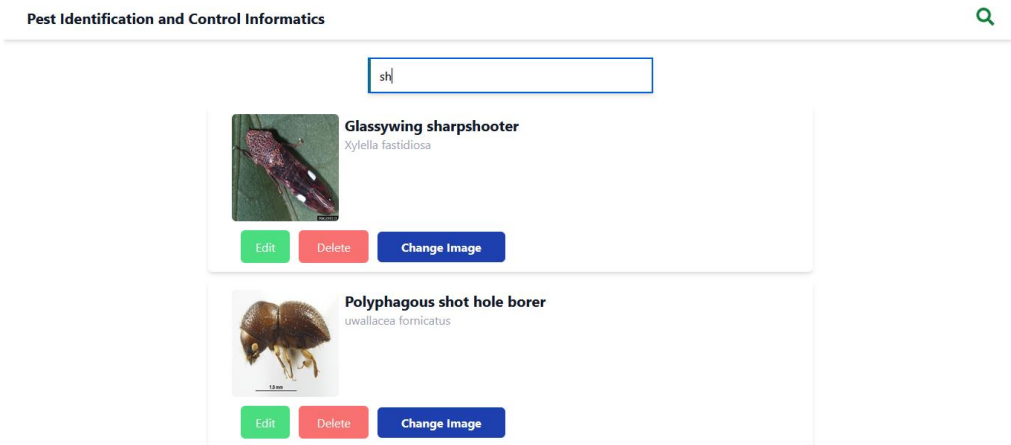 Pest Identification and Control Informatics
sh
Glassywing sharpshooter
Xylella fastidiosa
Edit
Delete
Change Image
Polyphagous shot hole borer
uwallacea fornicatus
Edit
Delete
Change Image